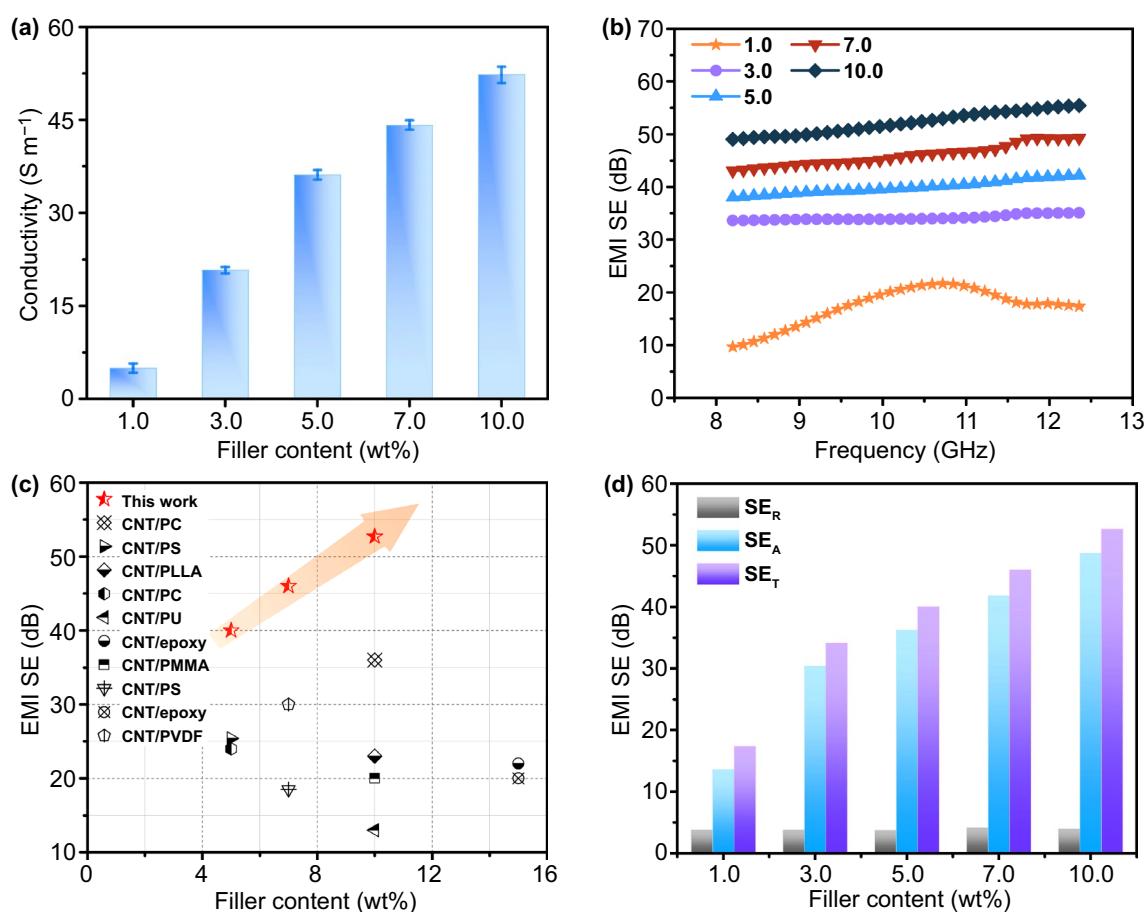 (a)
60
45
30
15
0
Conductivity (S m⁻¹)
1.0 3.0 5.0 7.0 10.0
Filler content (wt%)
(b)
70
60
50
40
30
20
10
0
EMI SE (dB)
1.0 7.0
3.0 10.0
5.0
8 9 10 11 12 13
Frequency (GHz)
(c)
60
50
40
30
20
10
EMI SE (dB)
This work
CNT/PC
CNT/PS
CNT/PLLA
CNT/PC
CNT/PU
CNT/epoxy
CNT/PMMA
CNT/PS
CNT/epoxy
CNT/PVDF
0 4 8 12 16
Filler content (wt%)
(d)
60
50
40
30
20
10
0
EMI SE (dB)
SE_R
SE_A
SE_T
1.0 3.0 5.0 7.0 10.0
Filler content (wt%)